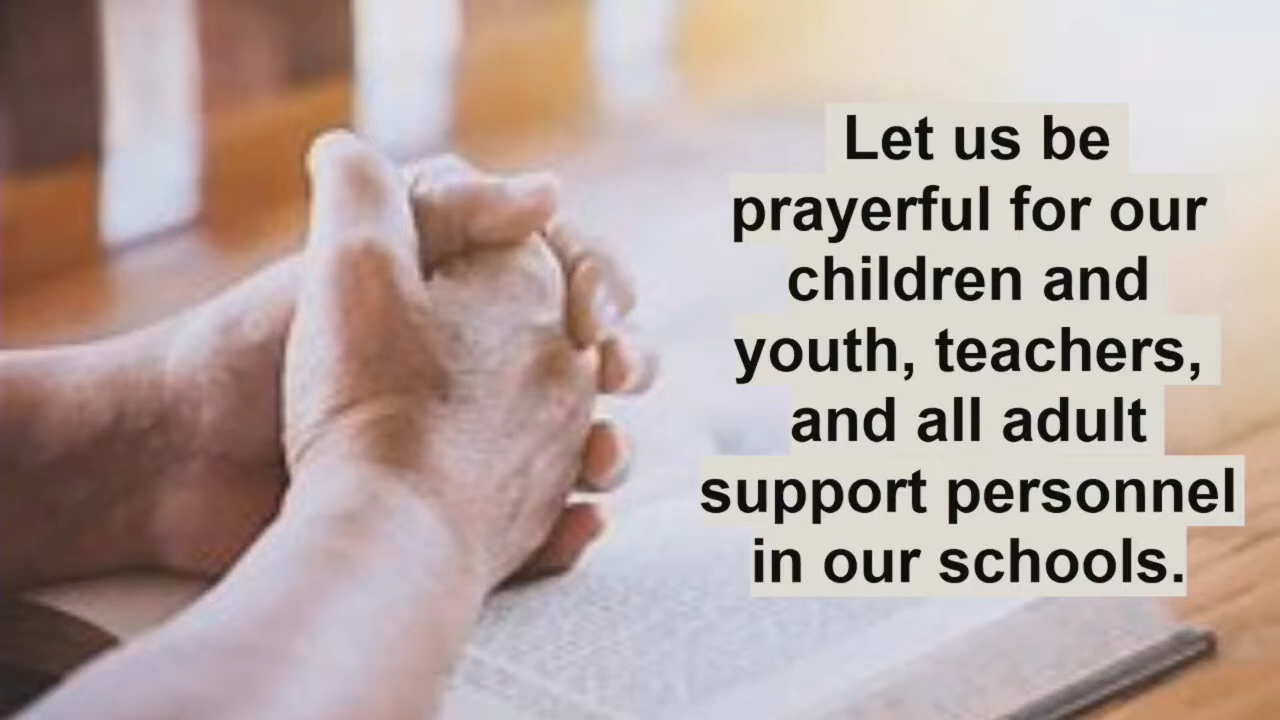 Let us be
prayerful for our
children and
youth, teachers,
and all adult
support personnel
in our schools.